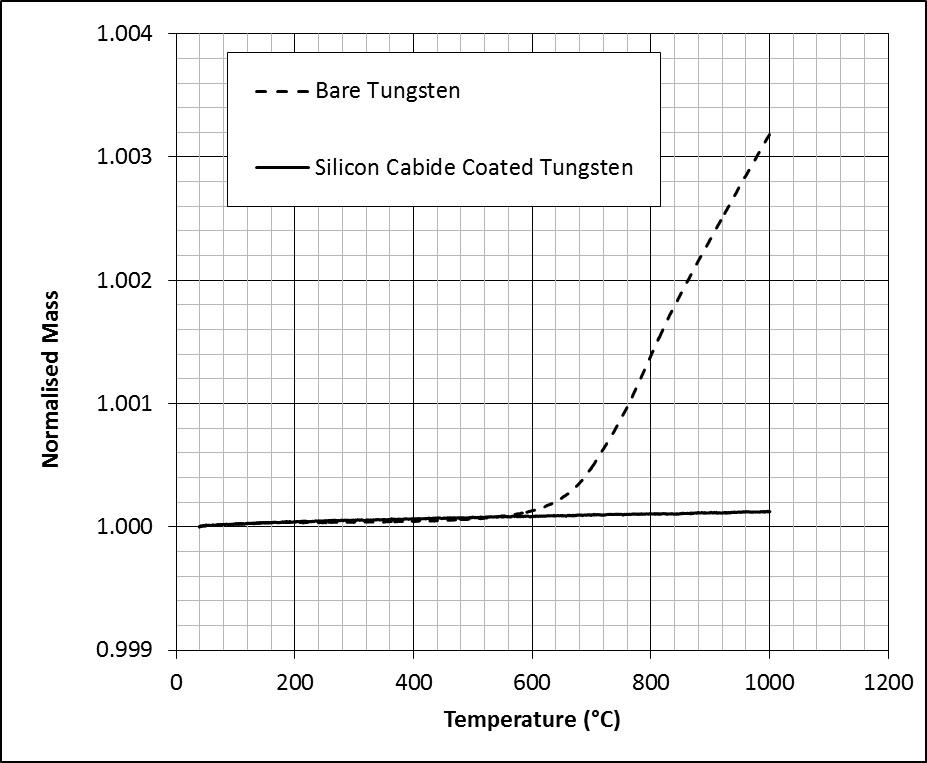 1.004
1.003
1.002
1.001
1.000
0.999
Normalised Mass
Bare Tungsten
Silicon Cabide Coated Tungsten
0 200 400 600 800 1000 1200
Temperature (°C)